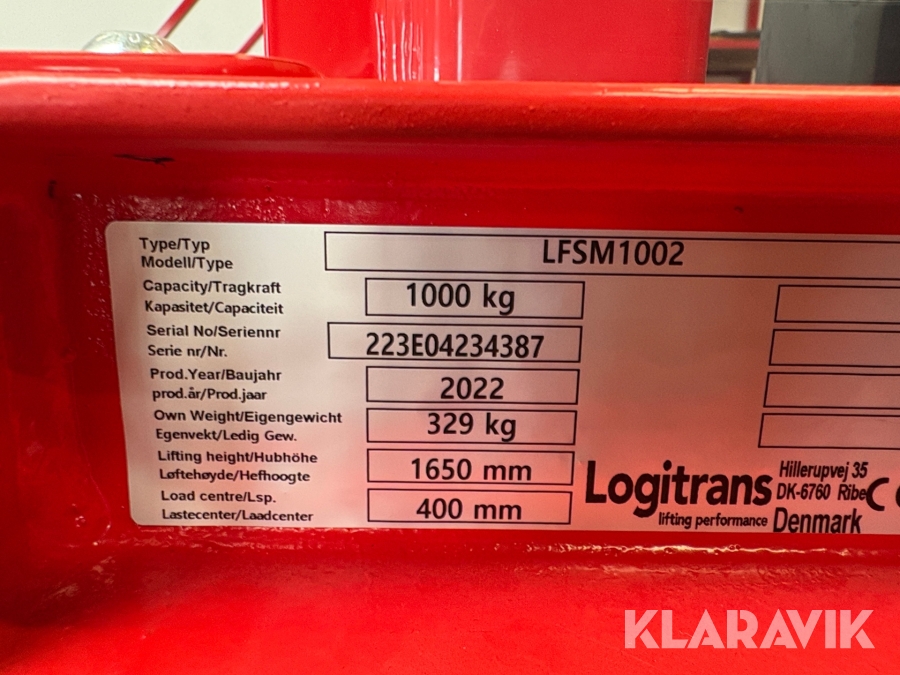 Type/Typ
Modell/Type
LFSM1002
Capacity/Tragkraft
Kapasitet/Capaciteit
1000 kg
Serial No/Seriennr
Serie nr/Nr.
223E04234387
Prod.Year/Baujahr
prod.år/Prod.jaar
2022
Own Weight/Eigengewicht
Egenvekt/Ledig Gew.
329 kg
Lifting height/Hubhöhe
Løftehøyde/Hefhoogte
1650 mm
Load centre/Lsp.
Lastecenter/Laadcenter
400 mm
Logitrans
lifting performance
Hillerupvej 35
DK-6760 Ribe
Denmark
KLARAVIK